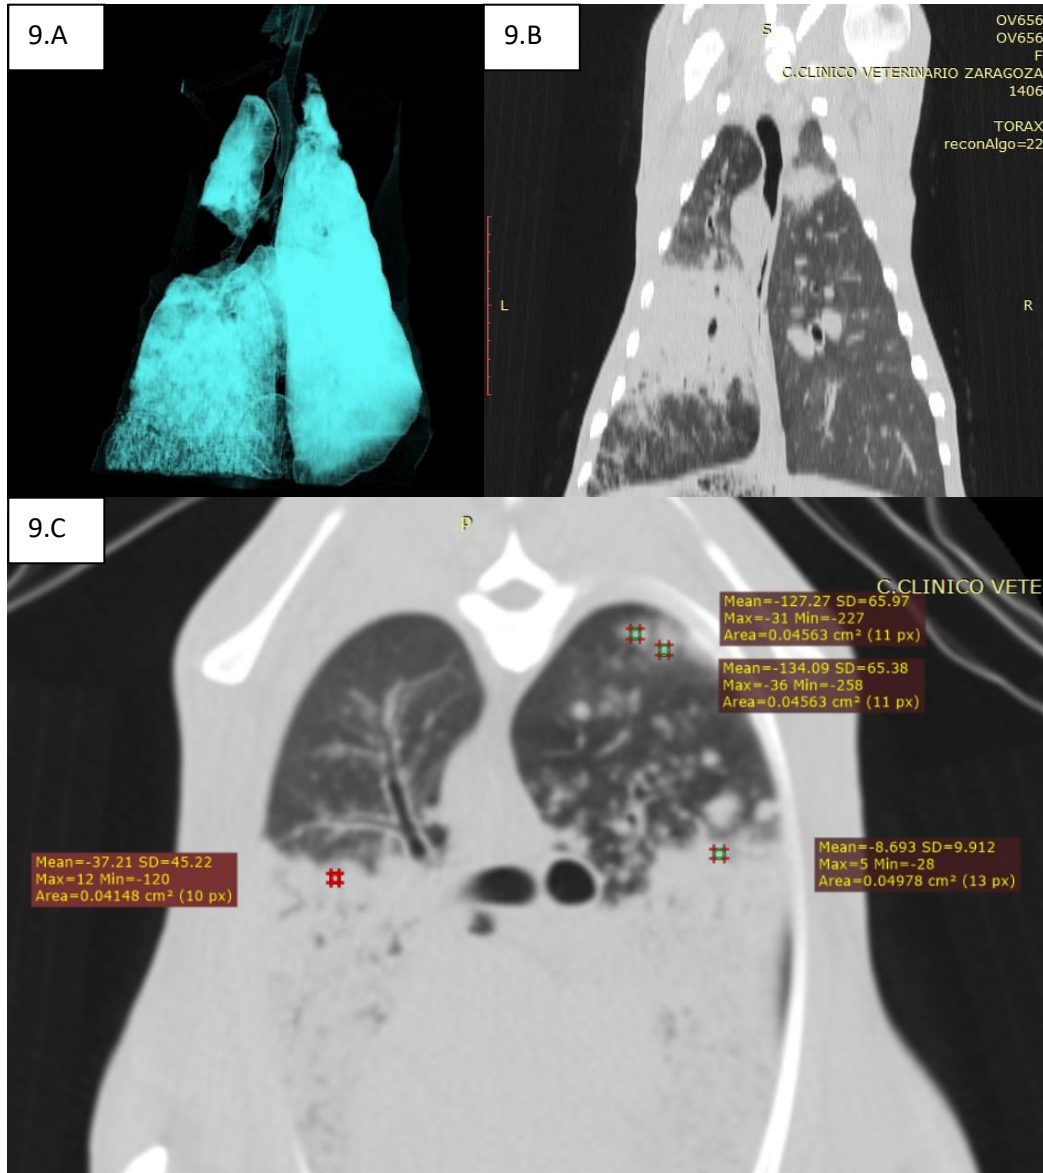 9.A
9.B
S
OV656
OV656
F
C.CLINICO VETERINARIO ZARAGOZA
1406
TORAX
reconAlgo=22
L
R
9.C
p
C.CLINICO VETE
Mean=-127.27 SD=65.97
Max=-31 Min=-227
Area=0.04563 cm² (11 px)
Mean=-134.09 SD=65.38
Max=-36 Min=-258
Area=0.04563 cm² (11 px)
Mean=-37.21 SD=45.22
Max=12 Min=-120
Area=0.04148 cm² (10 px)
Mean=-8.693 SD=9.912
Max=5 Min=-28
Area=0.04978 cm² (13 px)